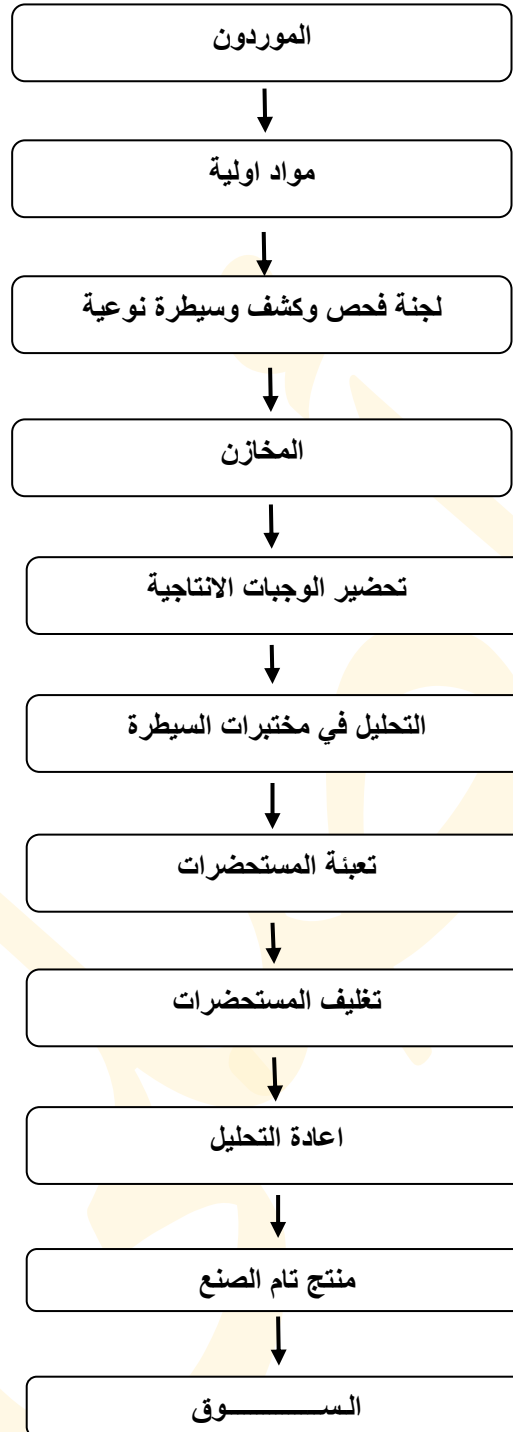 الموردون
مواد اولية
لجنة فحص وكشف وسيطرة نوعية
المخازن
تحضير الوجبات الانتاجية
التحليل في مختبرات السيطرة
تعبئة المستحضرات
تغليف المستحضرات
اعادة التحليل
منتج تام الصنع
الـســـــــــــوق